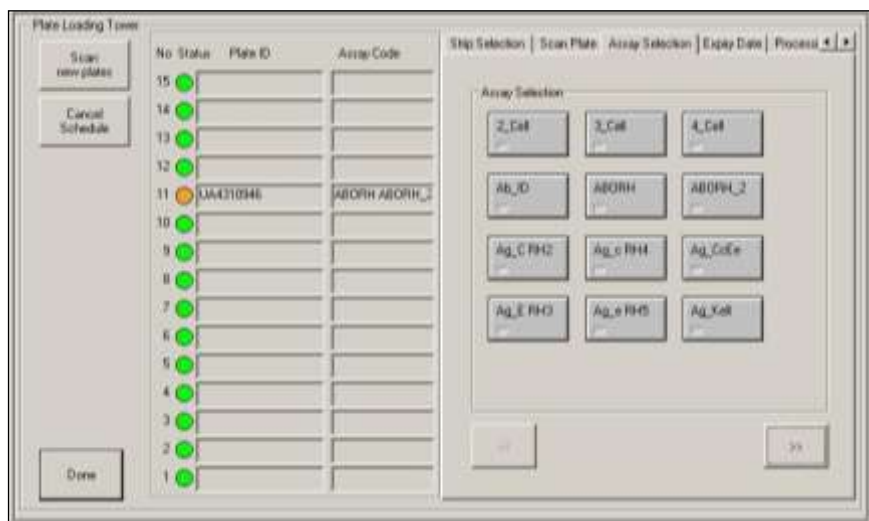 Plate Loading Tower
Scan
new plates
Cancel
Schedule
Done
No Status Plate ID Assay Code
15
14
13
12
11 UA4310946 ABORH ABORH_2
10
9
8
7
6
5
4
3
2
1
Strip Selection Scan Plate Assay Selection Expiry Date Processi
Assay Selection
2_Cell 3_Cell 4_Cell
Ab_ID ABORH ABORH_2
Ag_C RH2 Ag_c RH4 Ag_CcEe
Ag_E RH3 Ag_e RH5 Ag_Kell
>>